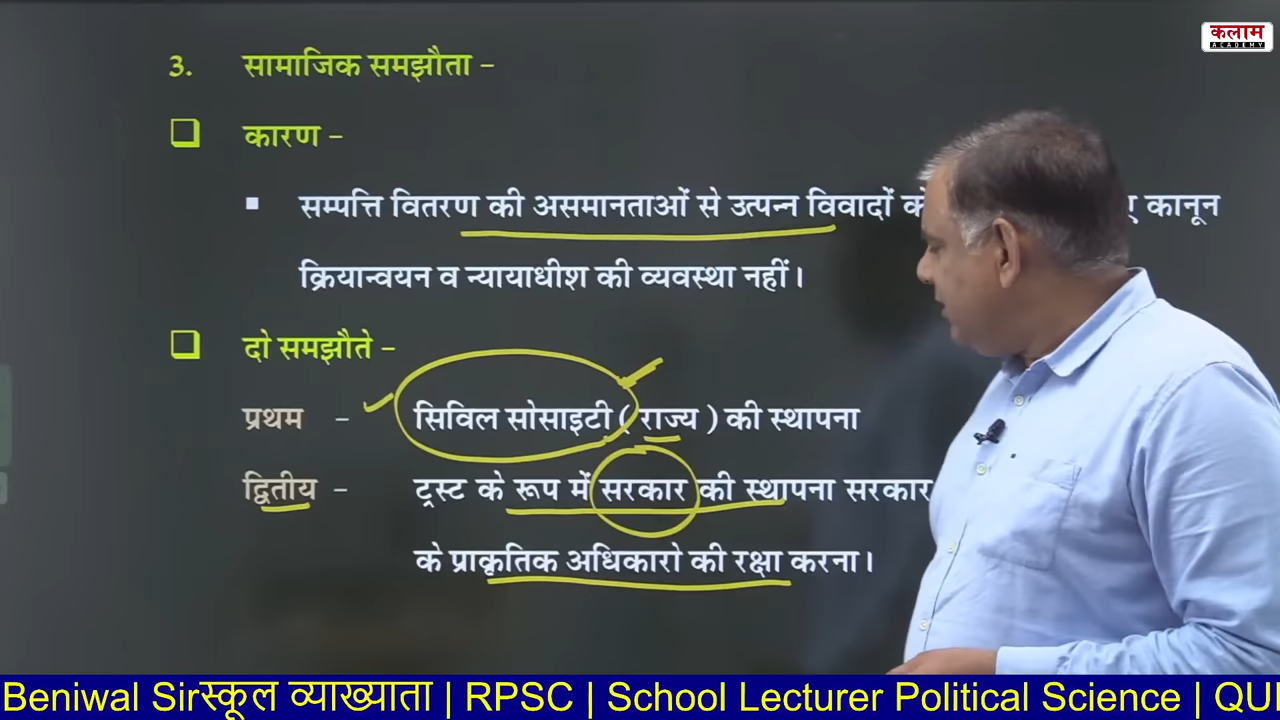 कलाम
ACADEMY
3. सामाजिक समझौता –
❑ कारण –
▪ सम्पत्ति वितरण की असमानताओं से उत्पन्न विवादों कानून
क्रियान्वयन व न्यायाधीश की व्यवस्था नहीं।
❑ दो समझौते –
प्रथम – सिविल सोसाइटी ( राज्य ) की स्थापना
द्वितीय – ट्रस्ट के रूप में सरकार की स्थापना सरकार
के प्राकृतिक अधिकारो की रक्षा करना।
Beniwal Sirस्कूल व्याख्याता | RPSC | School Lecturer Political Science |